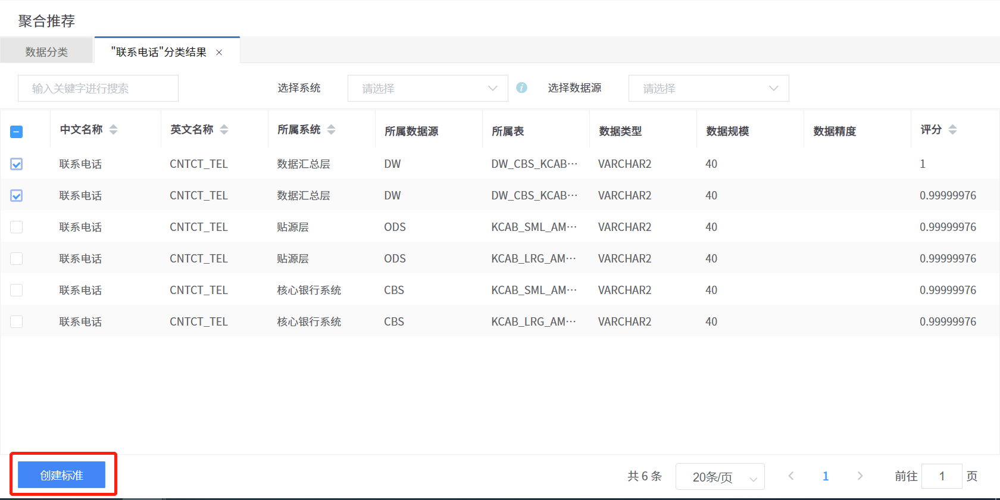 聚合推荐
数据分类 "联系电话"分类结果 ×
输入关键字进行搜索 选择系统 请选择 i 选择数据源 请选择
中文名称 英文名称 所属系统 所属数据源 所属表 数据类型 数据规模 数据精度 评分
联系电话 CNTCT_TEL 数据汇总层 DW DW_CBS_KCAB··· VARCHAR2 40 1
联系电话 CNTCT_TEL 数据汇总层 DW DW_CBS_KCAB··· VARCHAR2 40 0.99999976
联系电话 CNTCT_TEL 贴源层 ODS KCAB_SML_AM··· VARCHAR2 40 0.99999976
联系电话 CNTCT_TEL 贴源层 ODS KCAB_LRG_AM··· VARCHAR2 40 0.99999976
联系电话 CNTCT_TEL 核心银行系统 CBS KCAB_SML_AM··· VARCHAR2 40 0.99999976
联系电话 CNTCT_TEL 核心银行系统 CBS KCAB_LRG_AM··· VARCHAR2 40 0.99999976
创建标准 共 6 条 20条/页 1 前往 1 页